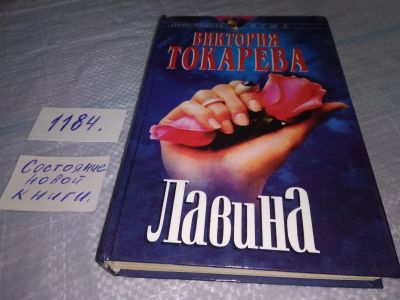 ВИКТОРИЯ
ТОКАРЕВА
Лавина
1184.
Состояние
новой
книги.